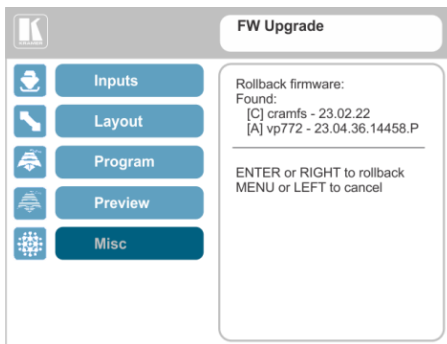 KRAMER
FW Upgrade
Inputs
Layout
Program
Preview
Misc
Rollback firmware:
Found:
[C] cramfs - 23.02.22
[A] vp772 - 23.04.36.14458.P
ENTER or RIGHT to rollback
MENU or LEFT to cancel